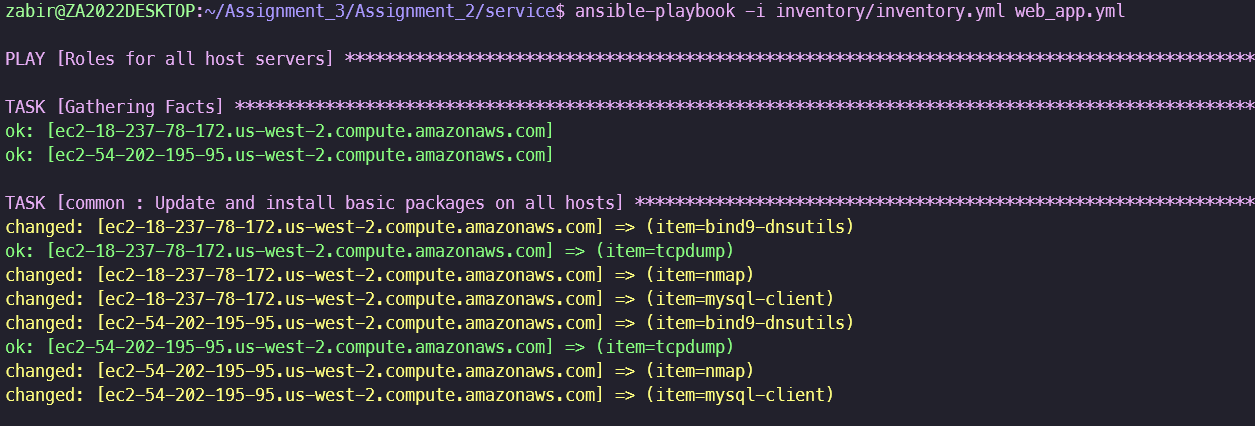 zabir@ZA2022DESKTOP:~/Assignment_3/Assignment_2/service$ ansible-playbook -i inventory/inventory.yml web_app.yml
PLAY [Roles for all host servers] *******************************************************************************************
TASK [Gathering Facts] ******************************************************************************************************
ok: [ec2-18-237-78-172.us-west-2.compute.amazonaws.com]
ok: [ec2-54-202-195-95.us-west-2.compute.amazonaws.com]
TASK [common : Update and install basic packages on all hosts] **************************************************************
changed: [ec2-18-237-78-172.us-west-2.compute.amazonaws.com] => (item=bind9-dnsutils)
ok: [ec2-18-237-78-172.us-west-2.compute.amazonaws.com] => (item=tcpdump)
changed: [ec2-18-237-78-172.us-west-2.compute.amazonaws.com] => (item=nmap)
changed: [ec2-18-237-78-172.us-west-2.compute.amazonaws.com] => (item=mysql-client)
changed: [ec2-54-202-195-95.us-west-2.compute.amazonaws.com] => (item=bind9-dnsutils)
ok: [ec2-54-202-195-95.us-west-2.compute.amazonaws.com] => (item=tcpdump)
changed: [ec2-54-202-195-95.us-west-2.compute.amazonaws.com] => (item=nmap)
changed: [ec2-54-202-195-95.us-west-2.compute.amazonaws.com] => (item=mysql-client)